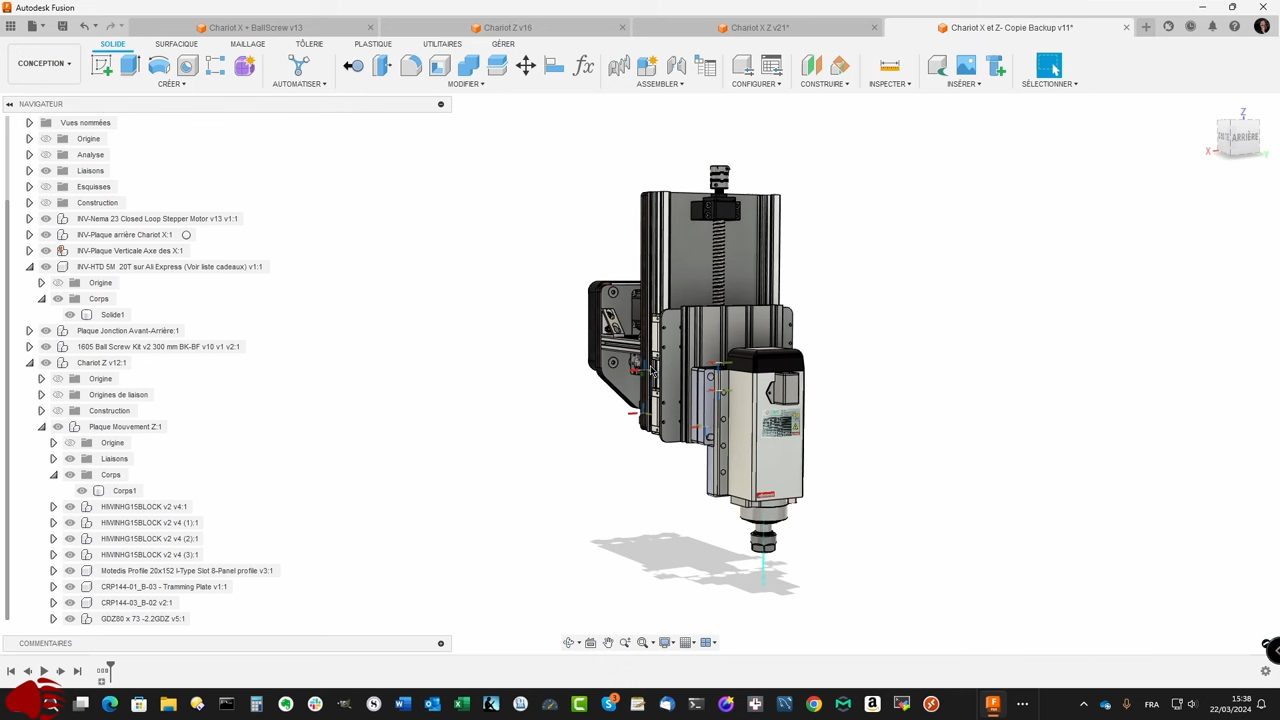 Autodesk Fusion
Chariot X + BallScrew v13
Chariot Z v16
Chariot X Z v21*
Chariot X et Z- Copie Backup v11*
SOLIDE
SURFACIQUE
MAILLAGE
TÔLERIE
PLASTIQUE
UTILITAIRES
GÉRER
CONCEPTION
CRÉER
AUTOMATISER
MODIFIER
ASSEMBLER
CONFIGURER
CONSTRUIRE
INSPECTER
INSÉRER
SÉLECTIONNER
NAVIGATEUR
Vues nommées
Origine
Analyse
Liaisons
Esquisses
Construction
INV-Nema 23 Closed Loop Stepper Motor v13 v1:1
INV-Plaque arrière Chariot X:1
INV-Plaque Verticale Axe des X:1
INV-HTD 5M 20T sur Ali Express (Voir liste cadeaux) v1:1
Origine
Corps
Solide1
Plaque Jonction Avant-Arrière:1
1605 Ball Screw Kit v2 300 mm BK-BF v10 v1 v2:1
Chariot Z v12:1
Origine
Origines de liaison
Construction
Plaque Mouvement Z:1
Origine
Liaisons
Corps
Corps1
HIWINHG15BLOCK v2 v4:1
HIWINHG15BLOCK v2 v4 (1):1
HIWINHG15BLOCK v2 v4 (2):1
HIWINHG15BLOCK v2 v4 (3):1
Motedis Profile 20x152 I-Type Slot 8-Panel profile v3:1
CRP144-01_B-03 - Tramming Plate v1:1
CRP144-03_B-02 v2:1
GDZ80 x 73 -2.2GDZ v5:1
Z
ARRIÈRE
X
Y
COMMENTAIRES
FRA
15:38
22/03/2024